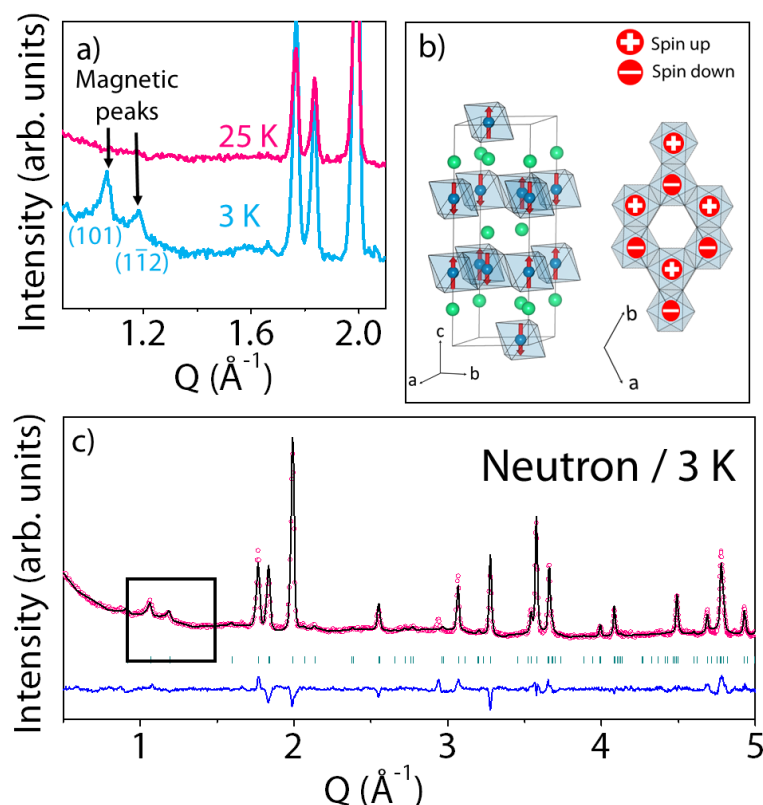 a)
Intensity (arb. units)
Magnetic
peaks
25 K
3 K
(101)
(11̅2)
1.2 1.6 2.0
Q (Å⁻¹)
b)
Spin up
Spin down
c
a b
b
a
c)
Neutron / 3 K
Intensity (arb. units)
1 2 3 4 5
Q (Å⁻¹)